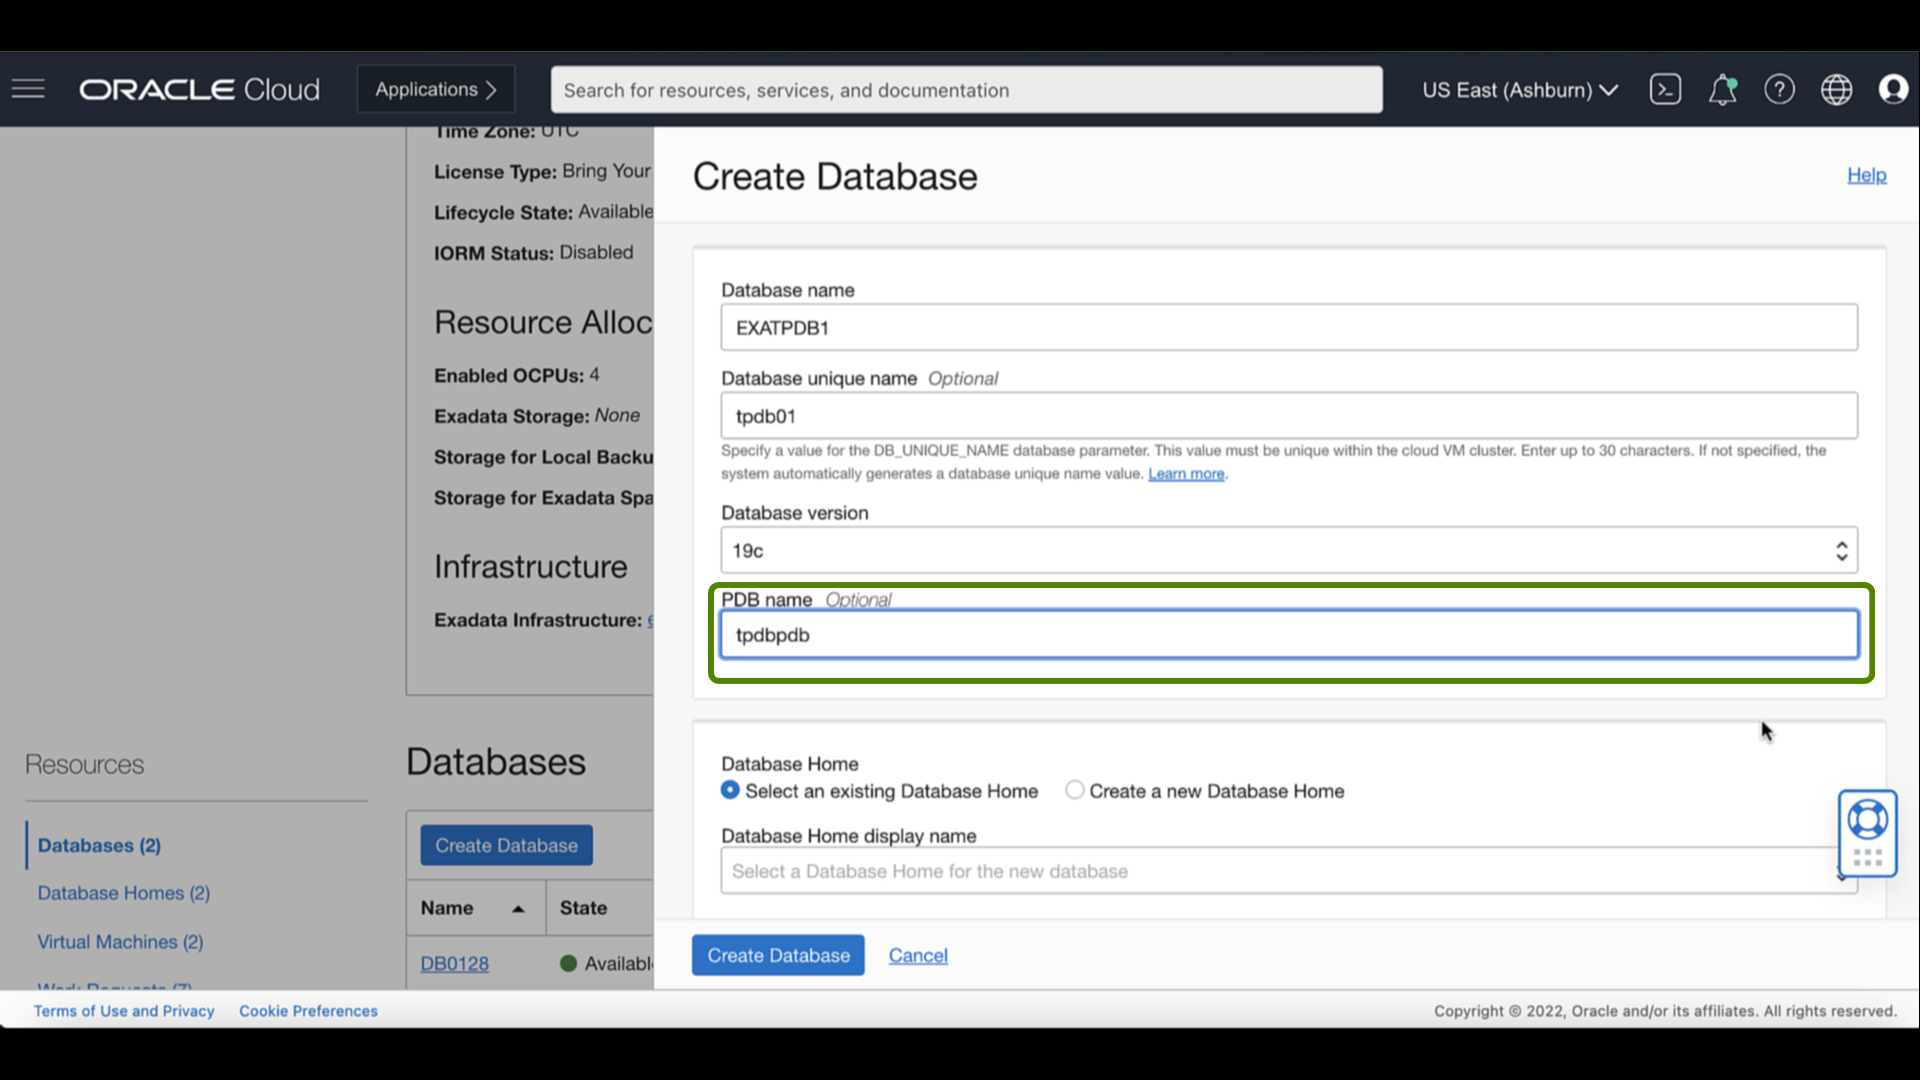 ORACLE Cloud
Applications
Search for resources, services, and documentation
US East (Ashburn)
Time Zone: UTC
License Type: Bring Your
Lifecycle State: Available
IORM Status: Disabled
Resource Alloc
Enabled OCPUs: 4
Exadata Storage: None
Storage for Local Backu
Storage for Exadata Spa
Infrastructure
Exadata Infrastructure: e
Resources
Databases (2)
Database Homes (2)
Virtual Machines (2)
Work Requests (7)
Databases
Create Database
Name State
DB0128 Availabl
Create Database
Help
Database name
EXATPDB1
Database unique name Optional
tpdb01
Specify a value for the DB_UNIQUE_NAME database parameter. This value must be unique within the cloud VM cluster. Enter up to 30 characters. If not specified, the
system automatically generates a database unique name value. Learn more.
Database version
19c
PDB name Optional
tpdbpdb
Database Home
Select an existing Database Home Create a new Database Home
Database Home display name
Select a Database Home for the new database
Create Database Cancel
Terms of Use and Privacy Cookie Preferences
Copyright © 2022, Oracle and/or its affiliates. All rights reserved.